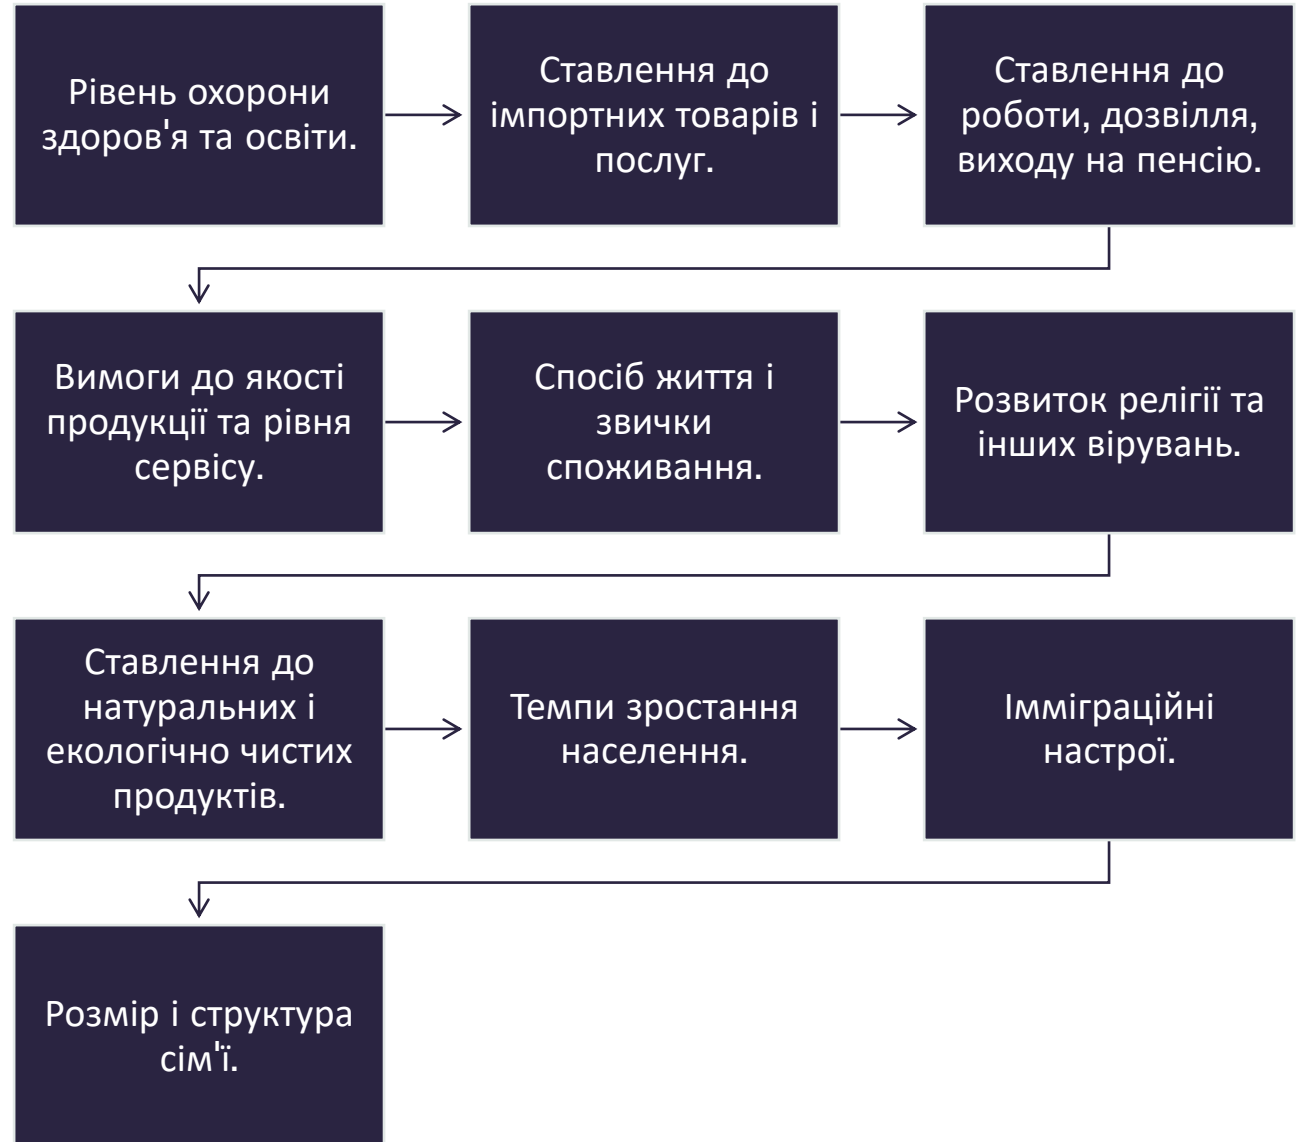 Рівень охорони
здоров'я та освіти.
Ставлення до
імпортних товарів і
послуг.
Ставлення до
роботи, дозвілля,
виходу на пенсію.
Вимоги до якості
продукції та рівня
сервісу.
Спосіб життя і
звички
споживання.
Розвиток релігії та
інших вірувань.
Ставлення до
натуральних і
екологічно чистих
продуктів.
Темпи зростання
населення.
Імміграційні
настрої.
Розмір і структура
сім'ї.